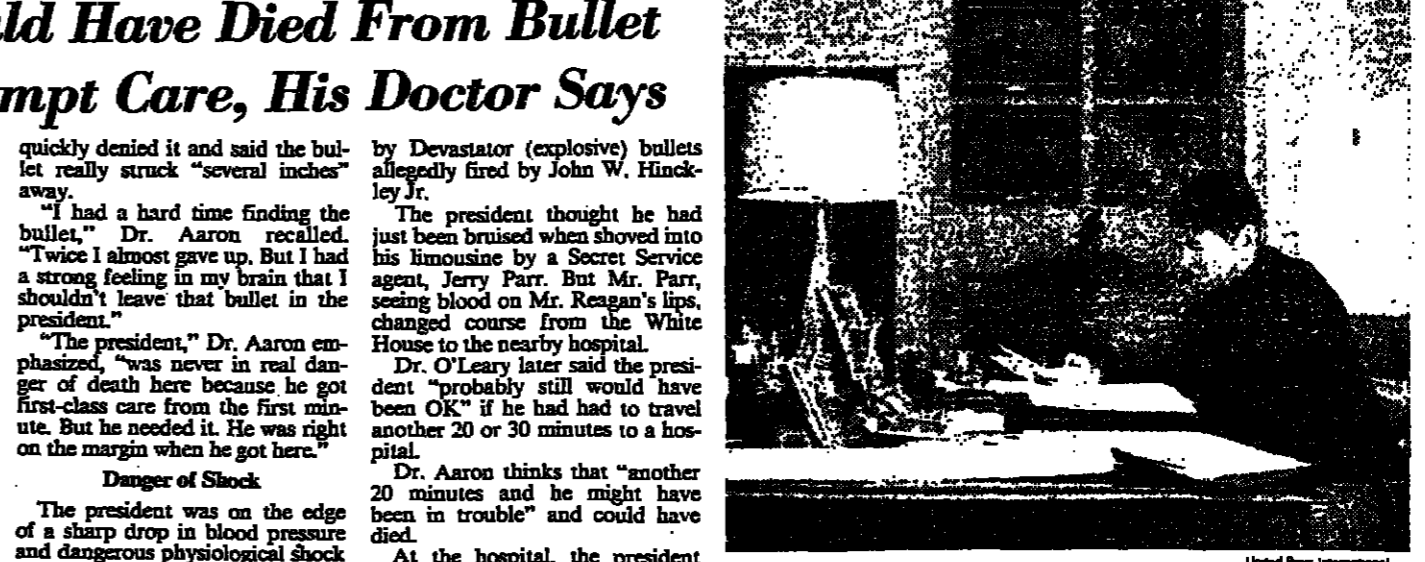 ld Have Died From Bullet
mpt Care, His Doctor Says
quickly denied it and said the bul-
let really struck "several inches"
away.
"I had a hard time finding the
bullet," Dr. Aaron recalled.
"Twice I almost gave up. But I had
a strong feeling in my brain that I
shouldn't leave that bullet in the
president."
"The president," Dr. Aaron em-
phasized, "was never in real dan-
ger of death here because he got
first-class care from the first min-
ute. But he needed it. He was right
on the margin when he got here."
Danger of Shock
The president was on the edge
of a sharp drop in blood pressure
and dangerous physiological shock
by Devastator (explosive) bullets
allegedly fired by John W. Hinck-
ley Jr.
The president thought he had
just been bruised when shoved into
his limousine by a Secret Service
agent, Jerry Parr. But Mr. Parr,
seeing blood on Mr. Reagan's lips,
changed course from the White
House to the nearby hospital.
Dr. O'Leary later said the presi-
dent "probably still would have
been OK" if he had had to travel
another 20 or 30 minutes to a hos-
pital.
Dr. Aaron thinks that "another
20 minutes and he might have
been in trouble" and could have
died.
At the hospital, the president
United Press International